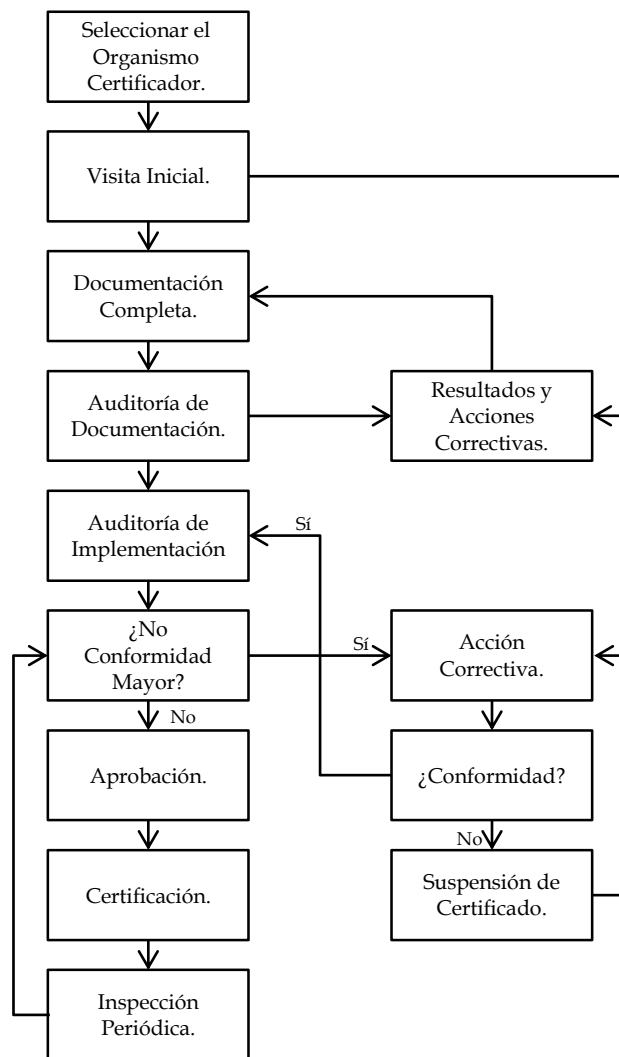 Seleccionar el
Organismo
Certificador.
Visita Inicial.
Documentación
Completa.
Auditoría de
Documentación.
Resultados y
Acciones
Correctivas.
Auditoría de
Implementación
Sí
¿No
Conformidad
Mayor?
Sí
Acción
Correctiva.
No
Aprobación.
¿Conformidad?
No
Certificación.
Suspensión de
Certificado.
Inspección
Periódica.